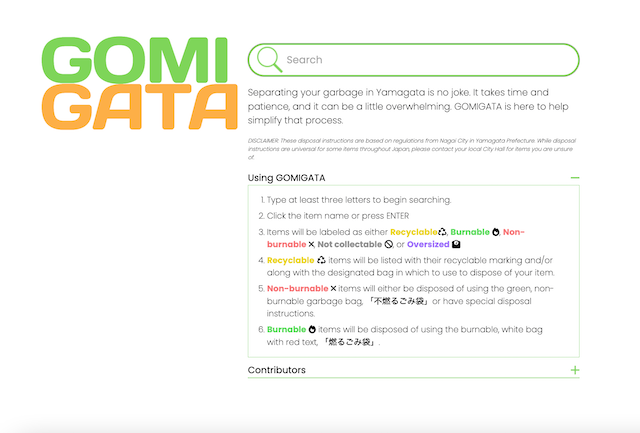 GOMI
GATA
Search
Separating your garbage in Yamagata is no joke. It takes time and
patience, and it can be a little overwhelming. GOMIGATA is here to help
simplify that process.
DISCLAIMER: These disposal instructions are based on regulations from Nagai City in Yamagata Prefecture. While disposal
instructions are universal for some items throughout Japan, please contact your local City Hall for items you are unsure
of.
Using GOMIGATA
1. Type at least three letters to begin searching.
2. Click the item name or press ENTER
3. Items will be labeled as either Recyclable, Burnable, Non-
burnable, Not collectable, or Oversized
4. Recyclable items will be listed with their recyclable marking and/or
along with the designated bag in which to use to dispose of your item.
5. Non-burnable items will either be disposed of using the green, non-
burnable garbage bag, 「不燃るごみ袋」or have special disposal
instructions.
6. Burnable items will be disposed of using the burnable, white bag
with red text, 「燃るごみ袋」.
Contributors